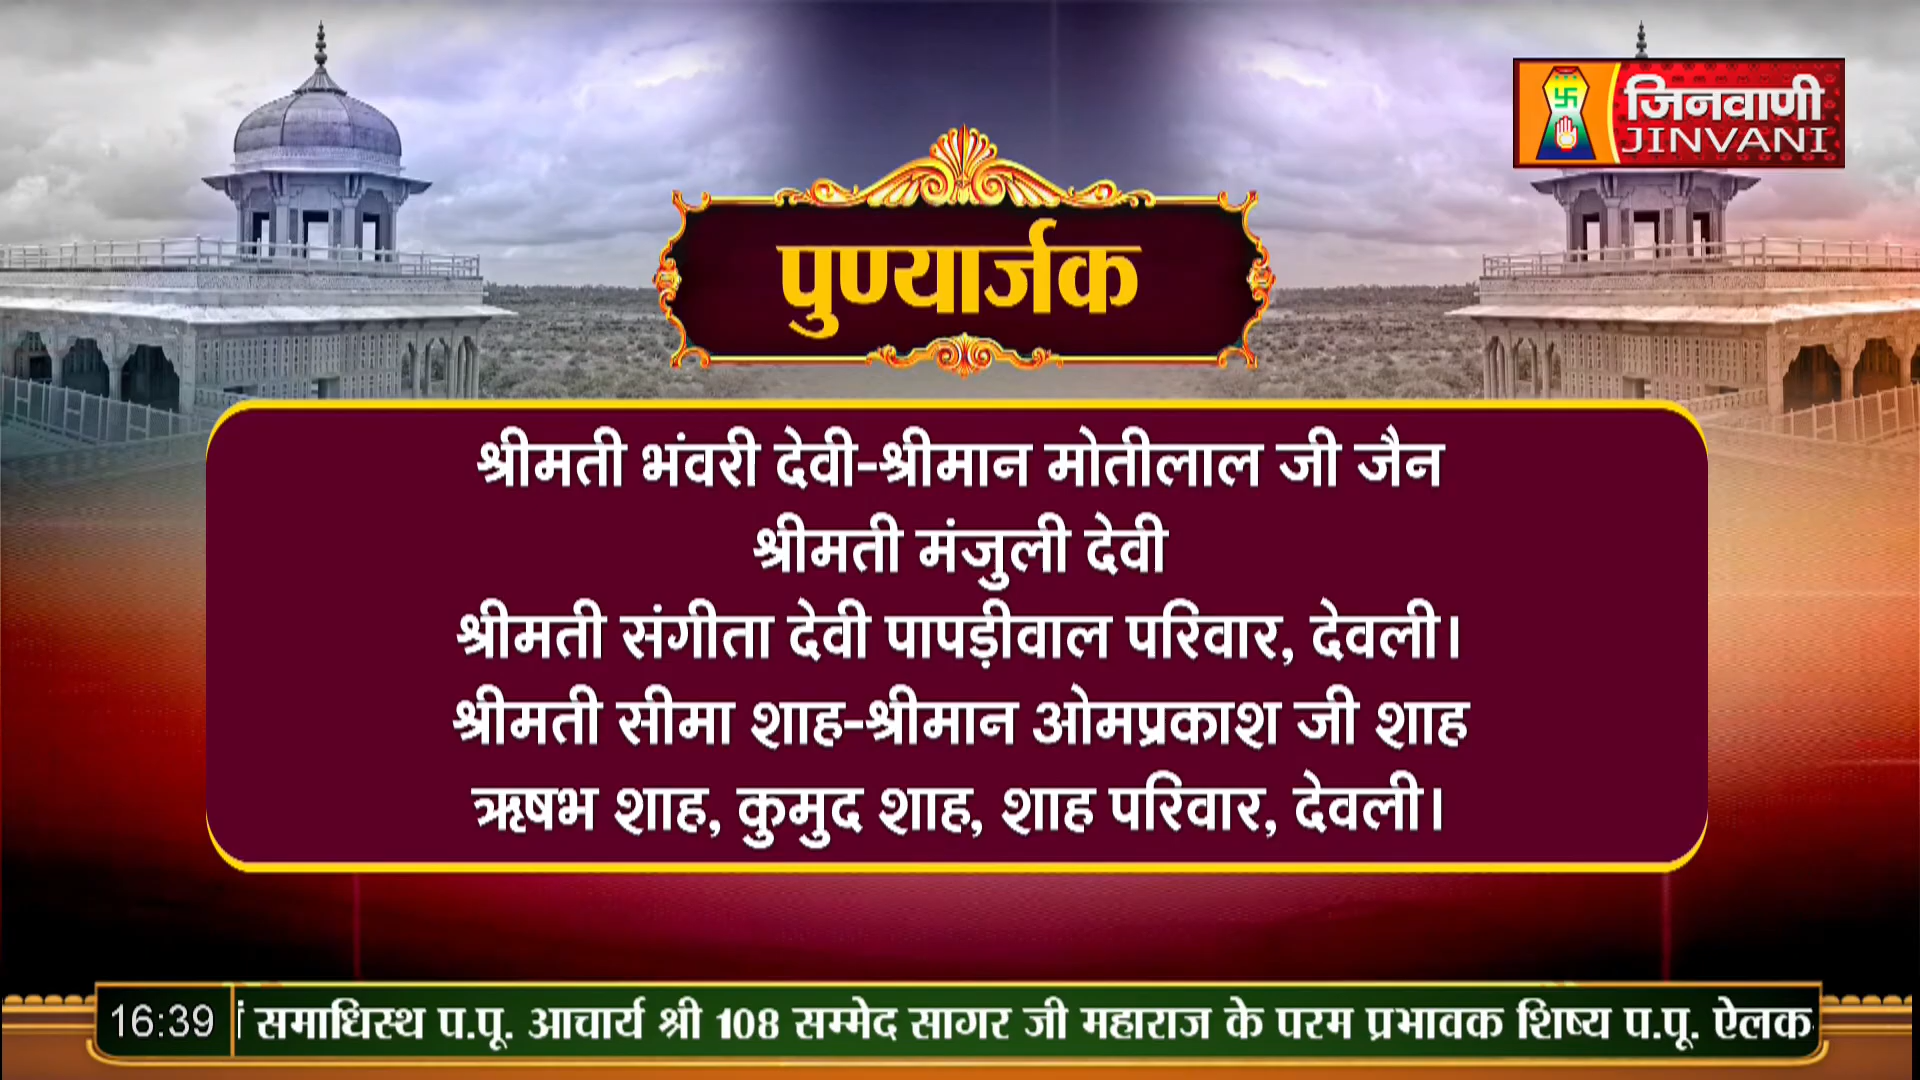 जिनवाणी
JINVANI
पुण्यार्जक
श्रीमती भंवरी देवी-श्रीमान मोतीलाल जी जैन
श्रीमती मंजुली देवी
श्रीमती संगीता देवी पापड़ीवाल परिवार, देवली।
श्रीमती सीमा शाह-श्रीमान ओमप्रकाश जी शाह
ऋषभ शाह, कुमुद शाह, शाह परिवार, देवली।
16:39 समाधिस्थ प.पू. आचार्य श्री 108 सम्मेद सागर जी महाराज के परम प्रभावक शिष्य प.पू. ऐलक